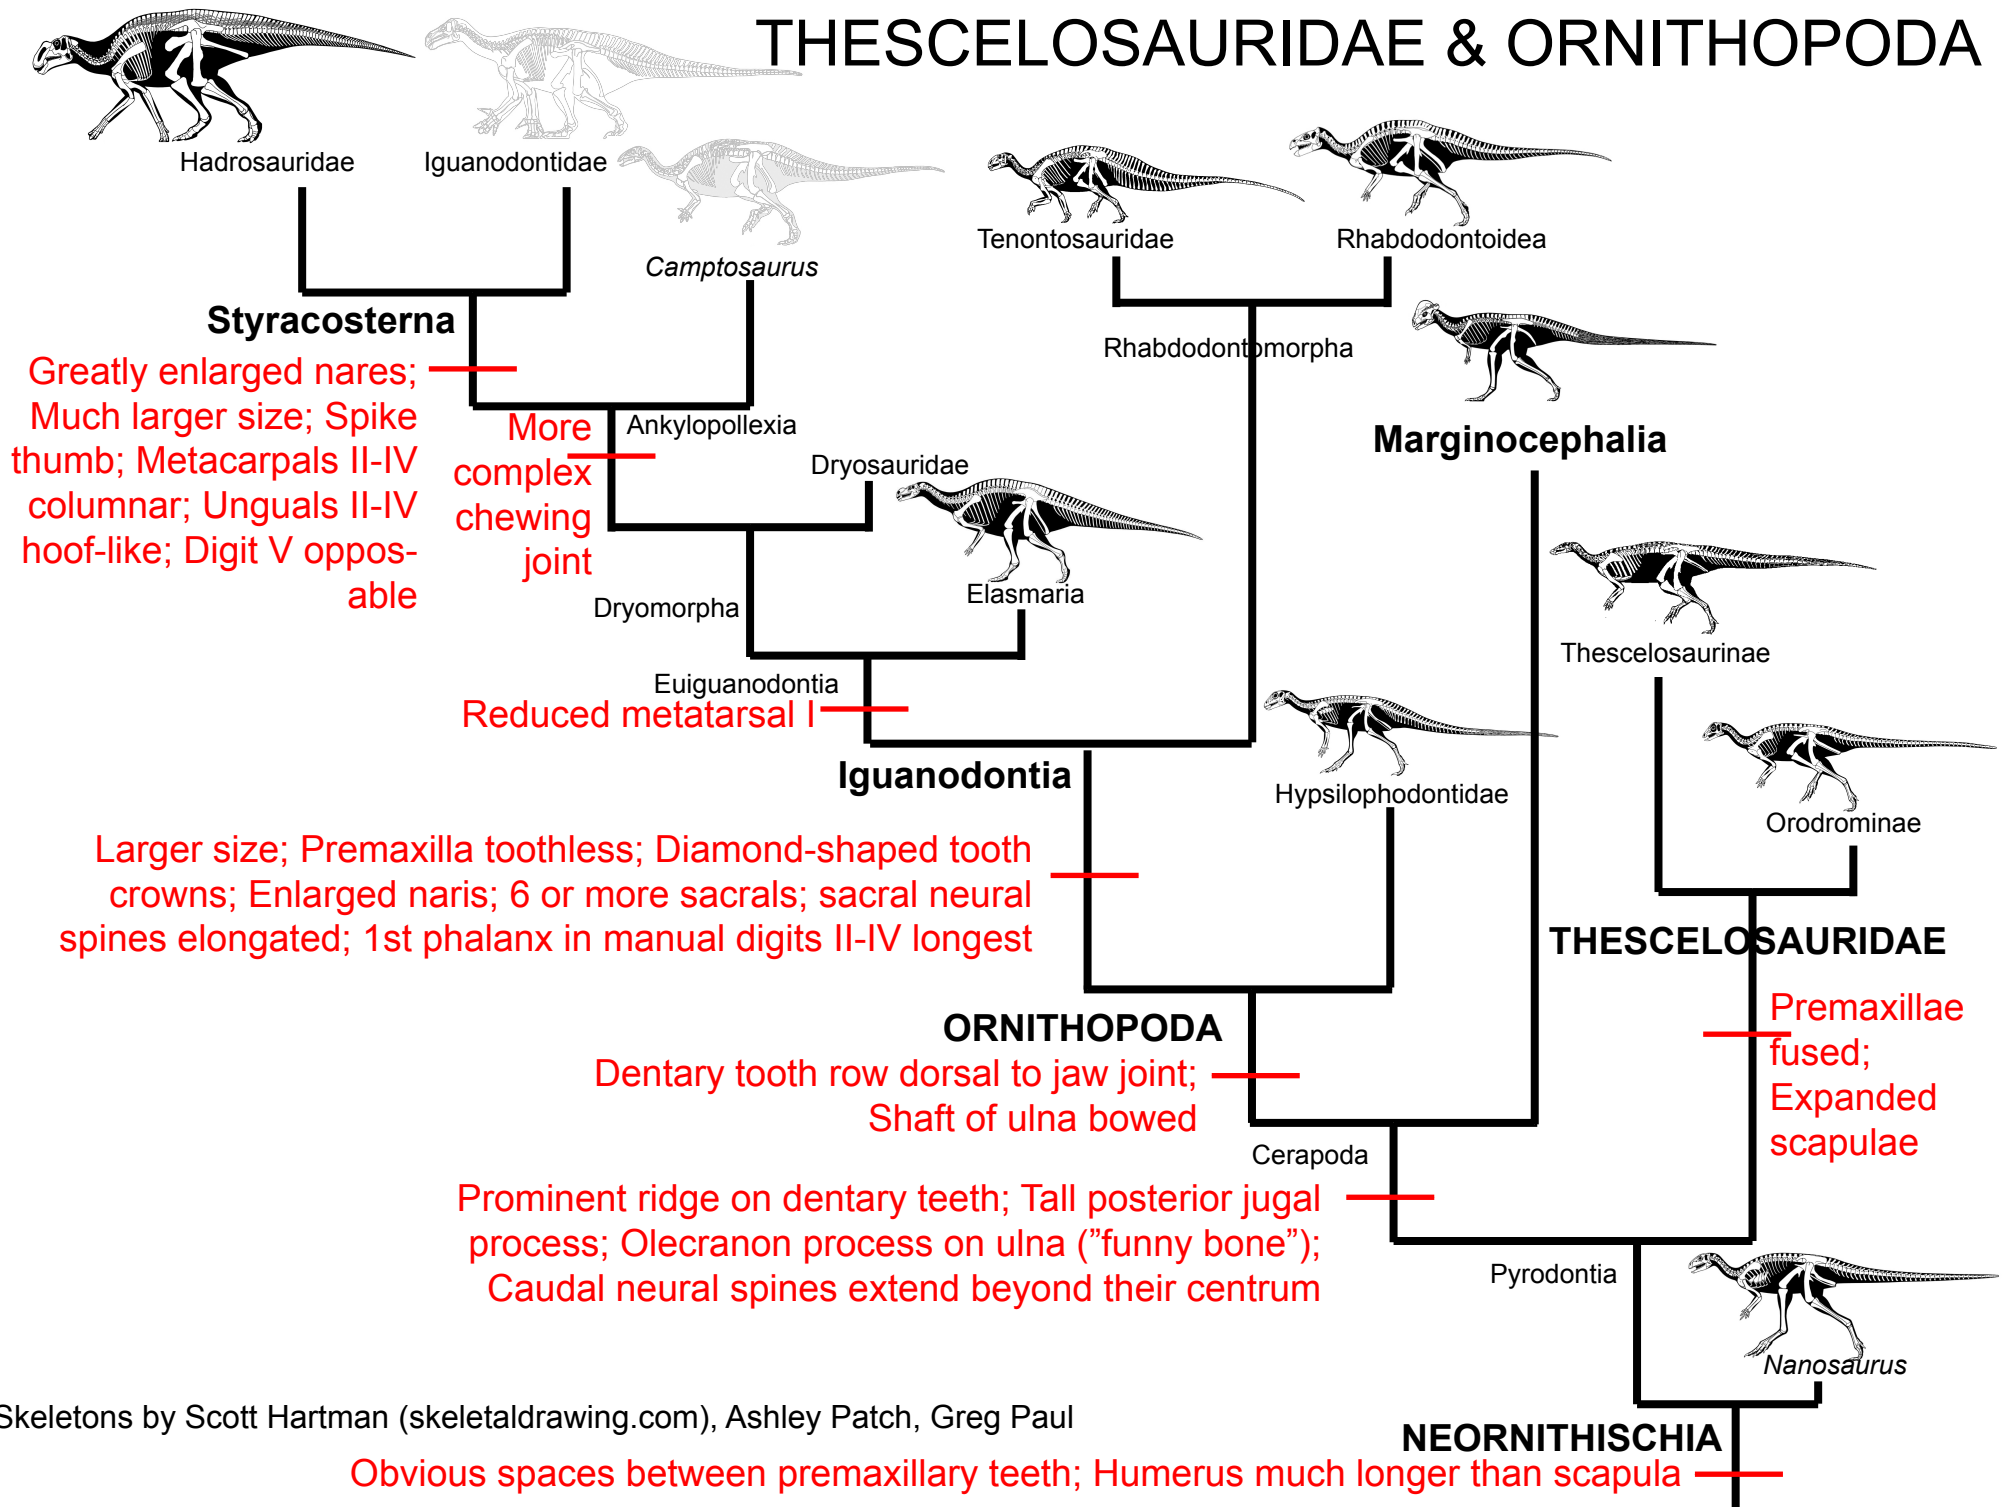 THESCELOSAURIDAE & ORNITHOPODA
Hadrosauridae
Iguanodontidae
Camptosaurus
Tenontosauridae
Rhabdodontoidea
Styracosterna
Rhabdodontomorpha
Greatly enlarged nares;
Much larger size; Spike
thumb; Metacarpals II-IV
columnar; Unguals II-IV
hoof-like; Digit V oppos-
able
More
complex
chewing
joint
Ankylopollexia
Marginocephalia
Dryosauridae
Elasmaria
Dryomorpha
Thescelosaurinae
Euiguanodontia
Reduced metatarsal I
Iguanodontia
Hypsilophodontidae
Orodrominae
Larger size; Premaxilla toothless; Diamond-shaped tooth
crowns; Enlarged naris; 6 or more sacrals; sacral neural
spines elongated; 1st phalanx in manual digits II-IV longest
THESCELOSAURIDAE
Premaxillae
fused;
Expanded
scapulae
ORNITHOPODA
Dentary tooth row dorsal to jaw joint;
Shaft of ulna bowed
Cerapoda
Prominent ridge on dentary teeth; Tall posterior jugal
process; Olecranon process on ulna (”funny bone”);
Caudal neural spines extend beyond their centrum
Pyrodontia
Nanosaurus
Skeletons by Scott Hartman (skeletaldrawing.com), Ashley Patch, Greg Paul
NEORNITHISCHIA
Obvious spaces between premaxillary teeth; Humerus much longer than scapula